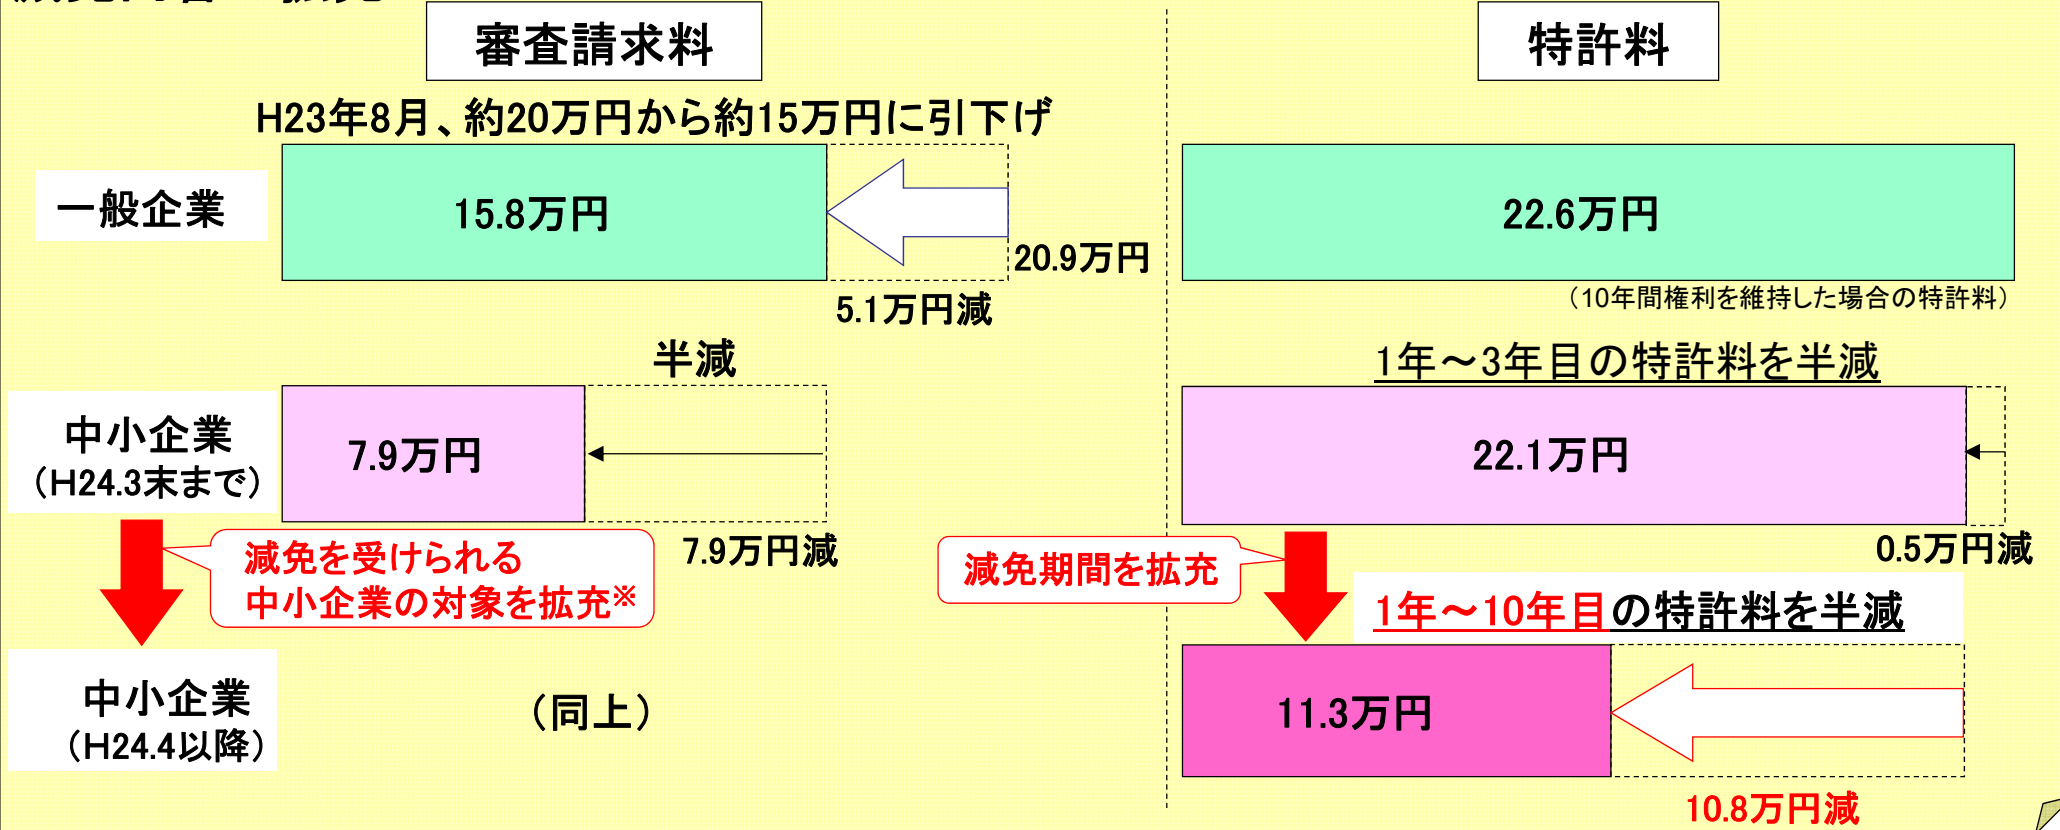 審査請求料
特許料
H23年8月、約20万円から約15万円に引下げ
一般企業
15.8万円
20.9万円
5.1万円減
22.6万円
（10年間権利を維持した場合の特許料）
半減
1年～3年目の特許料を半減
中小企業
（H24.3末まで）
7.9万円
7.9万円減
22.1万円
0.5万円減
減免を受けられる
中小企業の対象を拡充※
減免期間を拡充
1年～10年目の特許料を半減
中小企業
（H24.4以降）
（同上）
11.3万円
10.8万円減